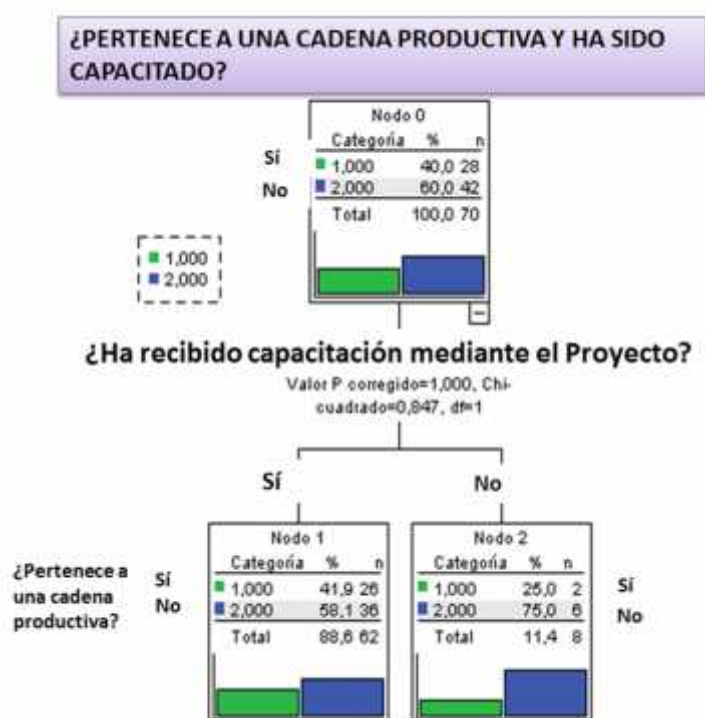 ¿PERTENECE A UNA CADENA PRODUCTIVA Y HA SIDO
CAPACITADO?
Nodo 0
Categoría % n
Sí 1,000 40,0 28
No 2,000 60,0 42
Total 100,0 70
1,000
2,000
¿Ha recibido capacitación mediante el Proyecto?
Valor P corregido=1,000, Chi-
cuadrado=0,847, df=1
Sí No
Nodo 1
Categoría % n
¿Pertenece a
una cadena
productiva?
Sí 1,000 41,9 26
No 2,000 58,1 36
Total 88,6 62
Nodo 2
Categoría % n
1,000 25,0 2 Sí
2,000 75,0 6 No
Total 11,4 8